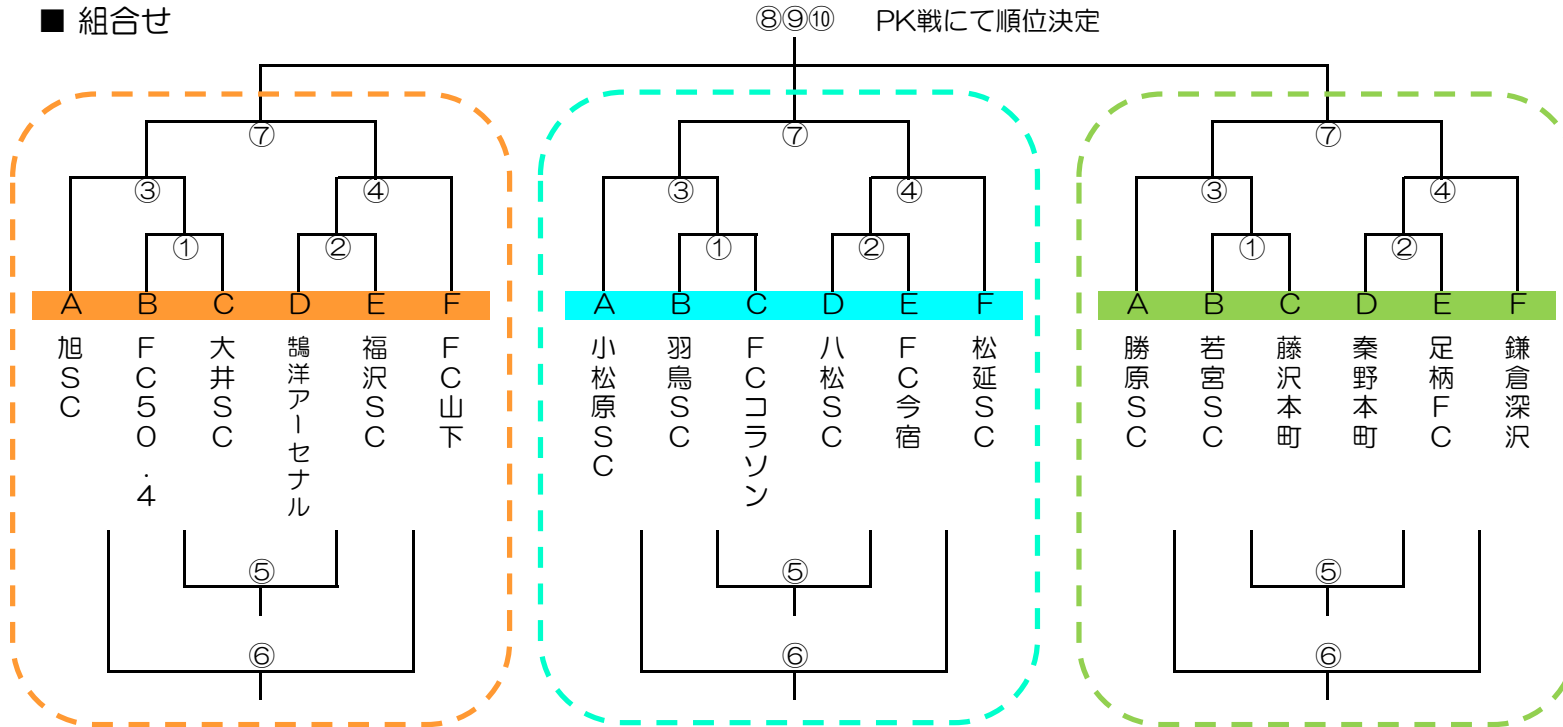 ■ 組合せ
⑧⑨⑩ PK戦にて順位決定
⑦ ⑦ ⑦
③ ④ ③ ④ ③ ④
① ② ① ② ① ②
A B C D E F A B C D E F A B C D E F
旭SC
FC50.4
大井SC
鵠洋アーセナル
福沢SC
FC山下
小松原SC
羽鳥SC
FCコラソン
八松SC
FC今宿
松延SC
勝原SC
若宮SC
藤沢本町
秦野本町
足柄FC
鎌倉深沢
⑤ ⑤ ⑤
⑥ ⑥ ⑥